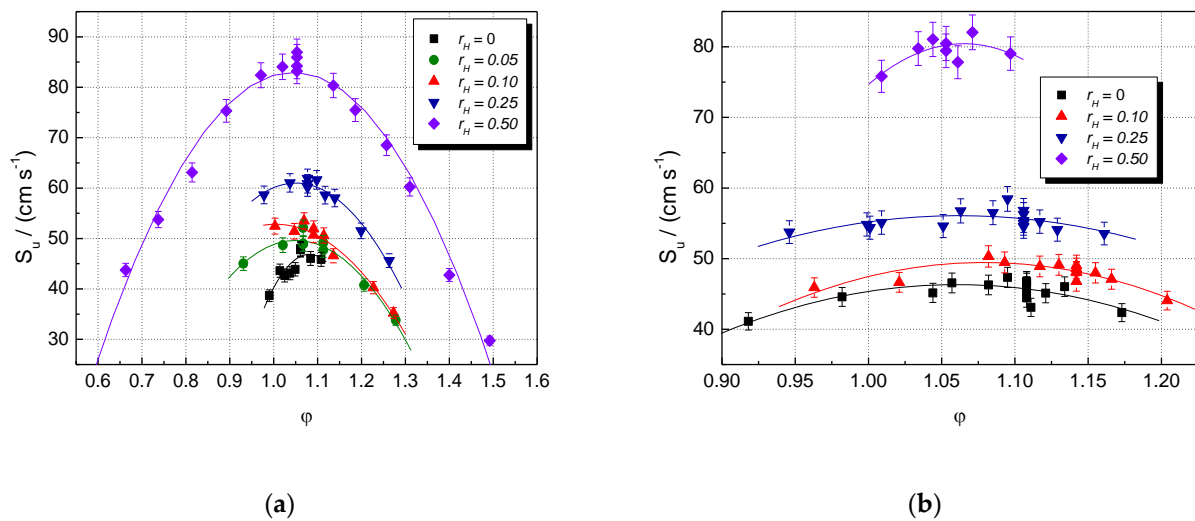 90
80
70
60
50
40
30
S_u / (cm s⁻¹)
r_H = 0
r_H = 0.05
r_H = 0.10
r_H = 0.25
r_H = 0.50
0.6 0.7 0.8 0.9 1.0 1.1 1.2 1.3 1.4 1.5 1.6
φ
(a)
80
70
60
50
40
S_u / (cm s⁻¹)
r_H = 0
r_H = 0.10
r_H = 0.25
r_H = 0.50
0.90 0.95 1.00 1.05 1.10 1.15 1.20
φ
(b)